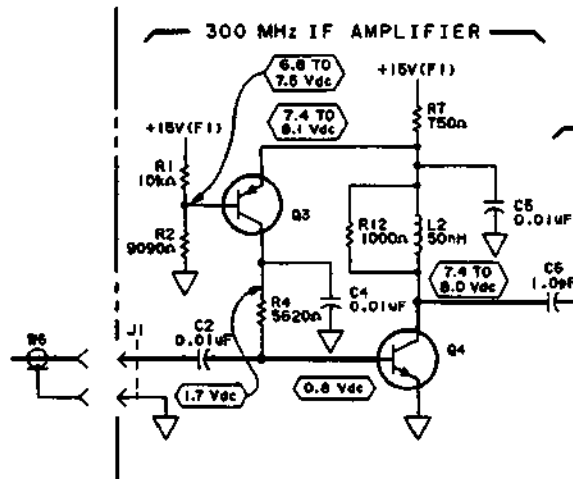 300 MHz IF AMPLIFIER
6.8 TO
7.5 Vdc
+15V(F1)
7.4 TO
8.1 Vdc
R7
750Ω
+15V(F1)
R1
10kΩ
Q3
C5
0.01uF
R12
1000Ω
L2
50nH
R2
9090Ω
7.4 TO
8.0 Vdc
C6
1.0pF
C4
0.01uF
R4
5620Ω
C2
0.01uF
J1
W6
Q4
1.7 Vdc
0.8 Vdc